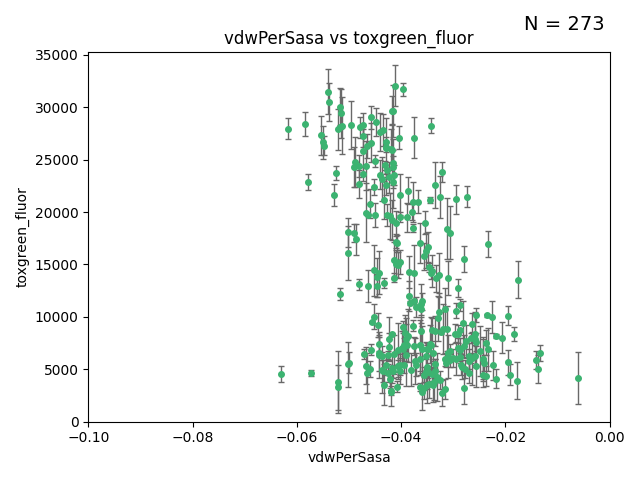 N = 273
vdwPerSasa vs toxgreen_fluor
35000
30000
25000
20000
15000
10000
5000
0
toxgreen_fluor
−0.10 −0.08 −0.06 −0.04 −0.02 0.00
vdwPerSasa